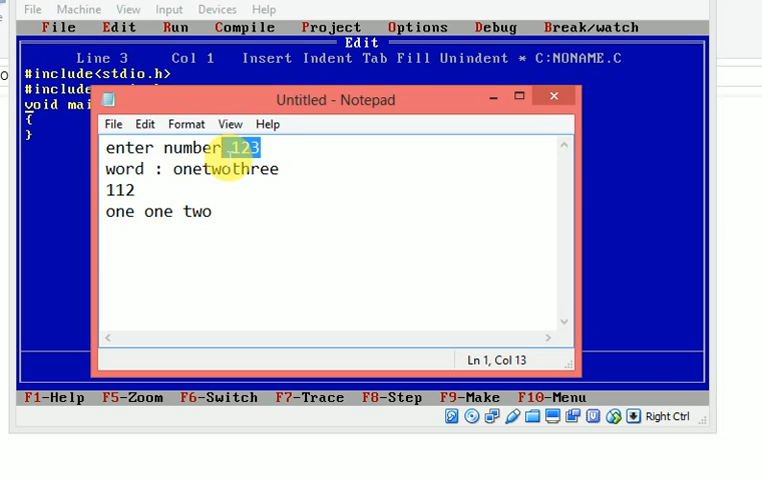 File Machine View Input Devices Help
File Edit Run Compile Project Options Debug Break/watch
Edit
Line 3 Col 1 Insert Indent Tab Fill Unindent * C:NONAME.C
#include<stdio.h>
#include
void mai
{
}
Untitled - Notepad
File Edit Format View Help
enter number 123
word : onetwothree
112
one one two
Ln 1, Col 13
F1-Help F5-Zoom F6-Switch F7-Trace F8-Step F9-Make F10-Menu
Right Ctrl